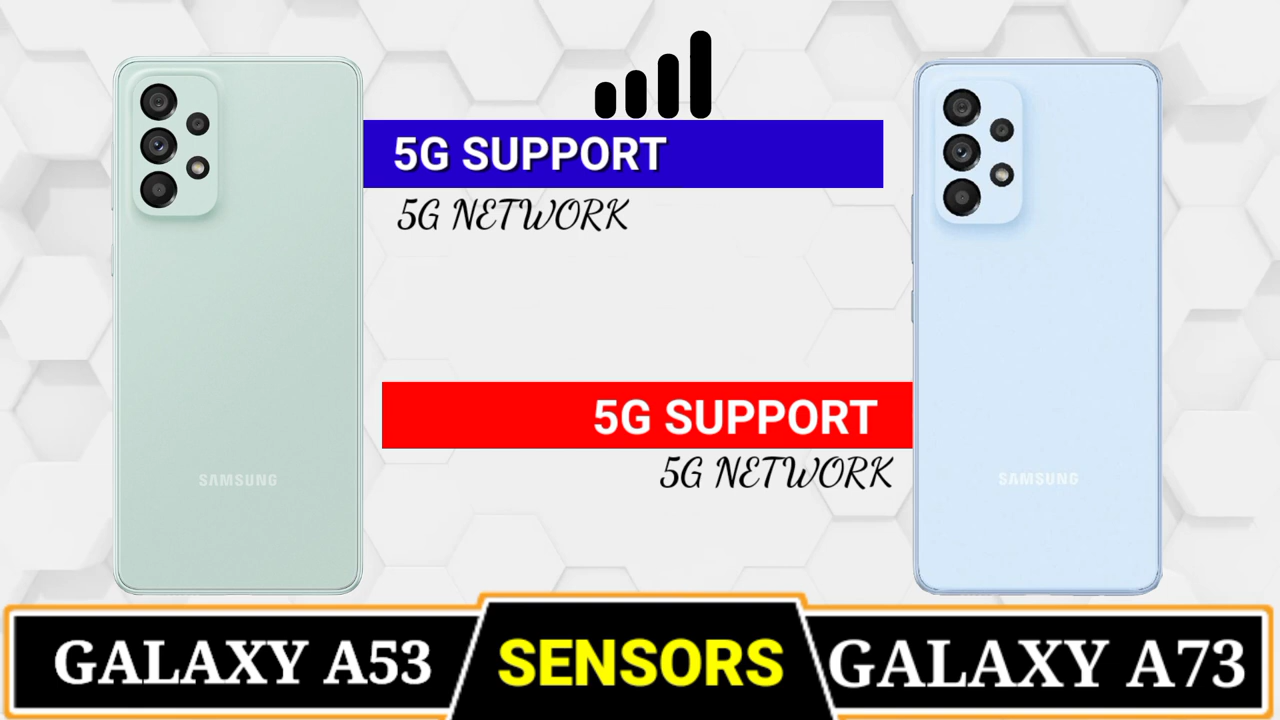 5G SUPPORT
5G NETWORK
5G SUPPORT
5G NETWORK
SAMSUNG
SAMSUNG
GALAXY A53
SENSORS
GALAXY A73